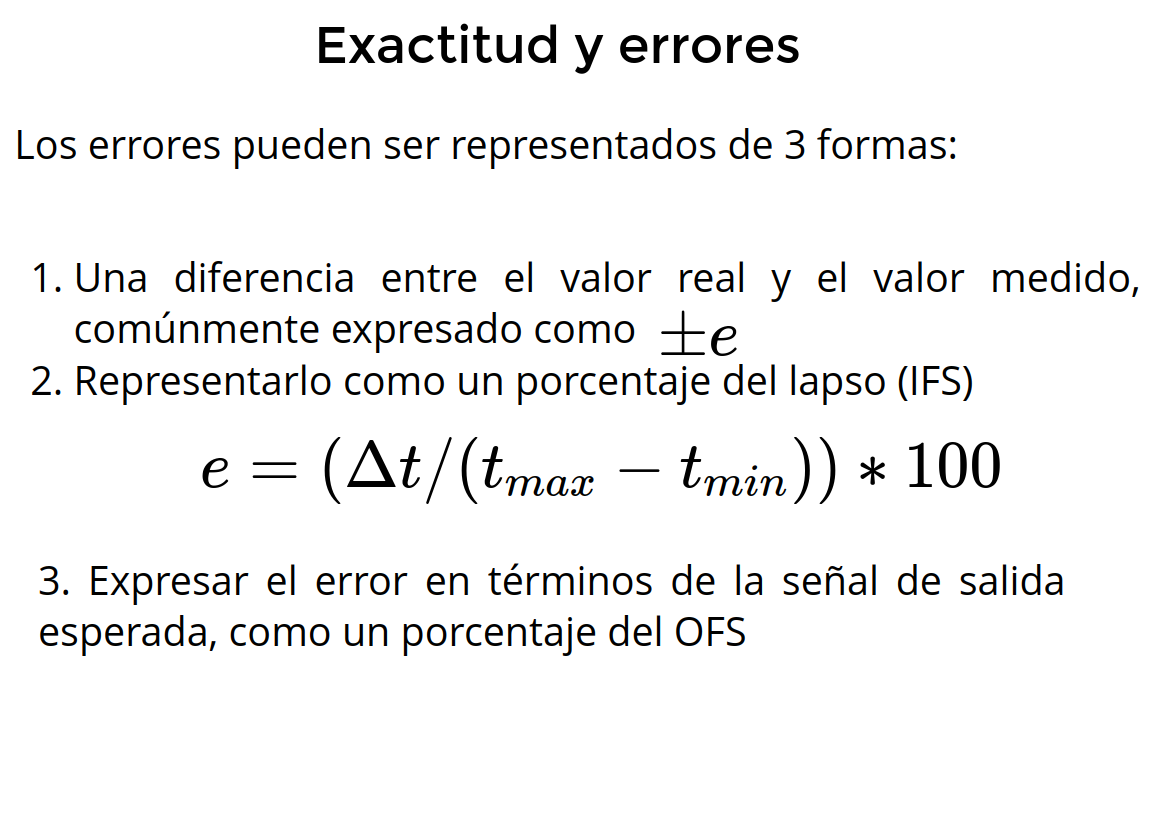 Exactitud y errores
Los errores pueden ser representados de 3 formas:
1. Una diferencia entre el valor real y el valor medido,
comúnmente expresado como ±e
2. Representarlo como un porcentaje del lapso (IFS)
e = (Δt/(t_{max} − t_{min})) * 100
3. Expresar el error en términos de la señal de salida
esperada, como un porcentaje del OFS